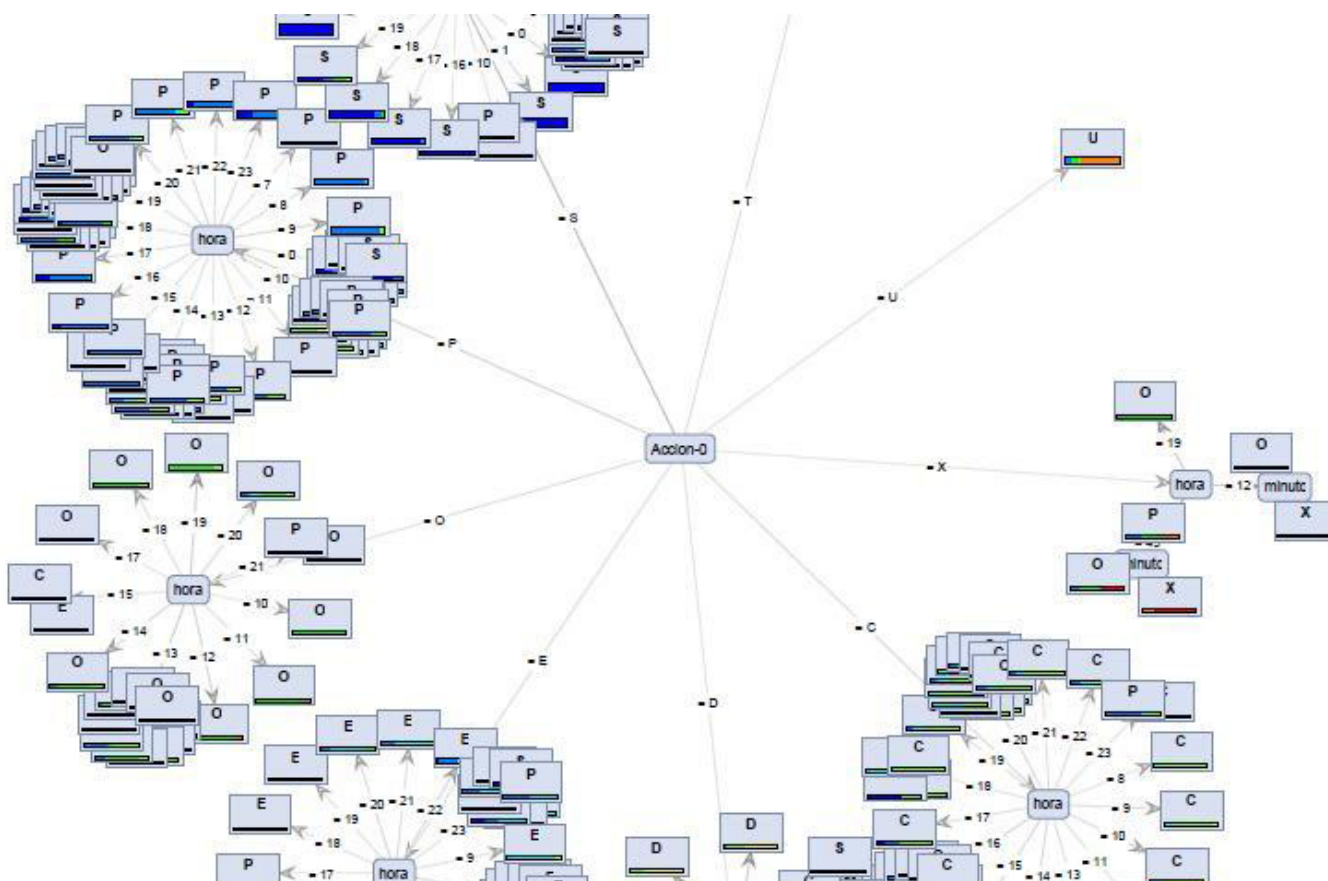 = 19
= 18
= 17
= 16
= 10
= 0
= 1
S
S
S
S
S
S
P
P
P
P
P
P
P
P
O
= 20
= 21
= 22
= 23
= 7
= 8
= 9
= 0
= 10
= 11
= 12
= 13
= 14
= 15
= 16
= 17
= 18
= 19
hora
P
S
P
P
P
P
P
= S
= T
U
= U
= P
Accion-0
= X
O
= 19
hora
= 12
O
X
P
O
X
= O
O
O
O
O
= 18
= 19
= 20
= 17
P
O
= 21
hora
C
E
= 15
= 10
O
= 14
= 13
= 12
= 11
O
O
O
O
= E
= D
= C
E
E
E
E
E
P
E
P
= 20
= 21
= 22
= 23
= 19
= 18
= 17
= 9
hora
D
D
S
C
C
C
P
C
C
C
C
C
C
= 20
= 21
= 22
= 23
= 19
= 18
= 17
= 16
= 15
= 14
= 13
= 11
= 10
= 9
= 8
hora